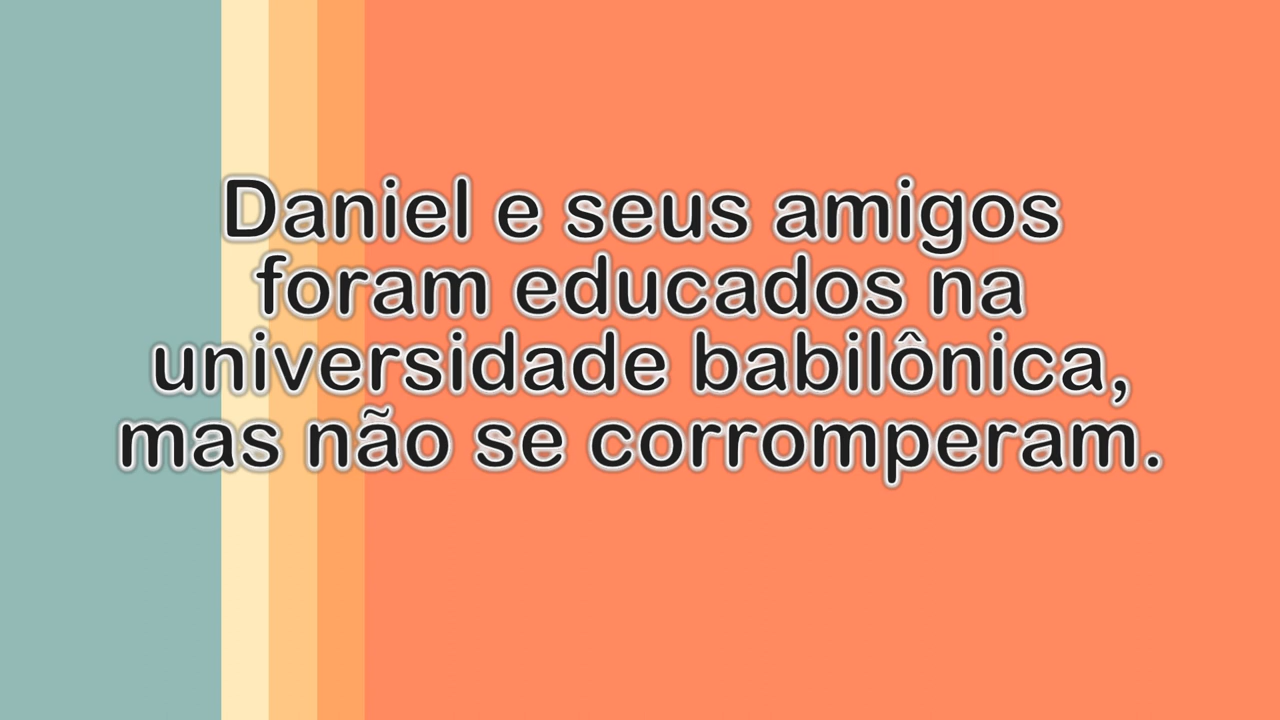 Daniel e seus amigos
foram educados na
universidade babilônica,
mas não se corromperam.